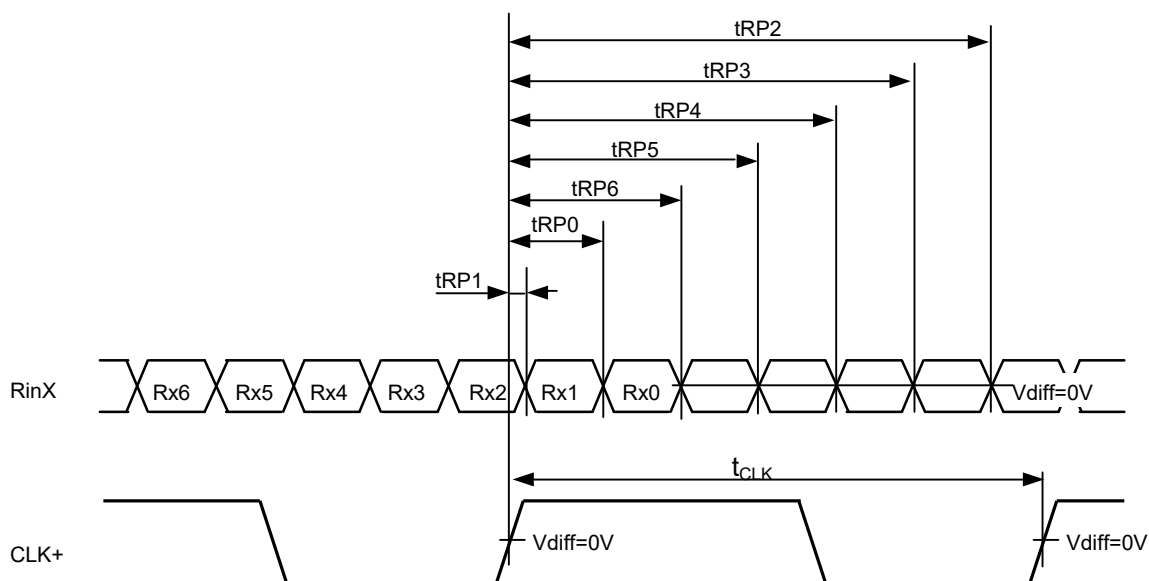 tRP2
tRP3
tRP4
tRP5
tRP6
tRP0
tRP1
RinX Rx6 Rx5 Rx4 Rx3 Rx2 Rx1 Rx0 Vdiff=0V
tCLK
CLK+ Vdiff=0V Vdiff=0V